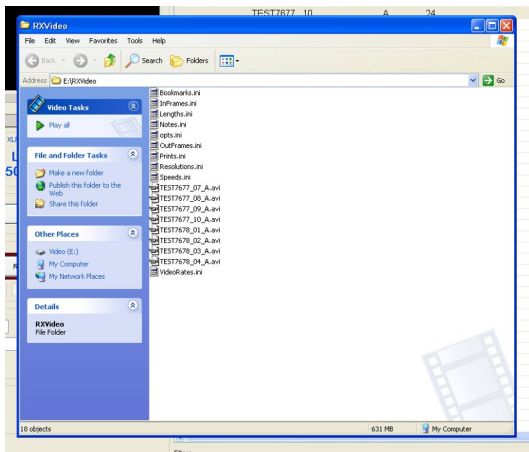 TEST7677 10 A 24
RXVideo
File Edit View Favorites Tools Help
Back Search Folders
Address E:\RXVideo Go
Video Tasks
Play all
File and Folder Tasks
Make a new folder
Publish this folder to the
Web
Share this folder
Other Places
Video (E:)
My Computer
My Network Places
Details
RXVideo
File Folder
Bookmarks.ini
InFrames.ini
Lengths.ini
Notes.ini
opts.ini
OutFrames.ini
Prints.ini
Resolutions.ini
Speeds.ini
TEST7677_07_A.avi
TEST7677_08_A.avi
TEST7677_09_A.avi
TEST7677_10_A.avi
TEST7678_01_A.avi
TEST7678_02_A.avi
TEST7678_03_A.avi
TEST7678_04_A.avi
VideoRates.ini
18 objects 631 MB My Computer